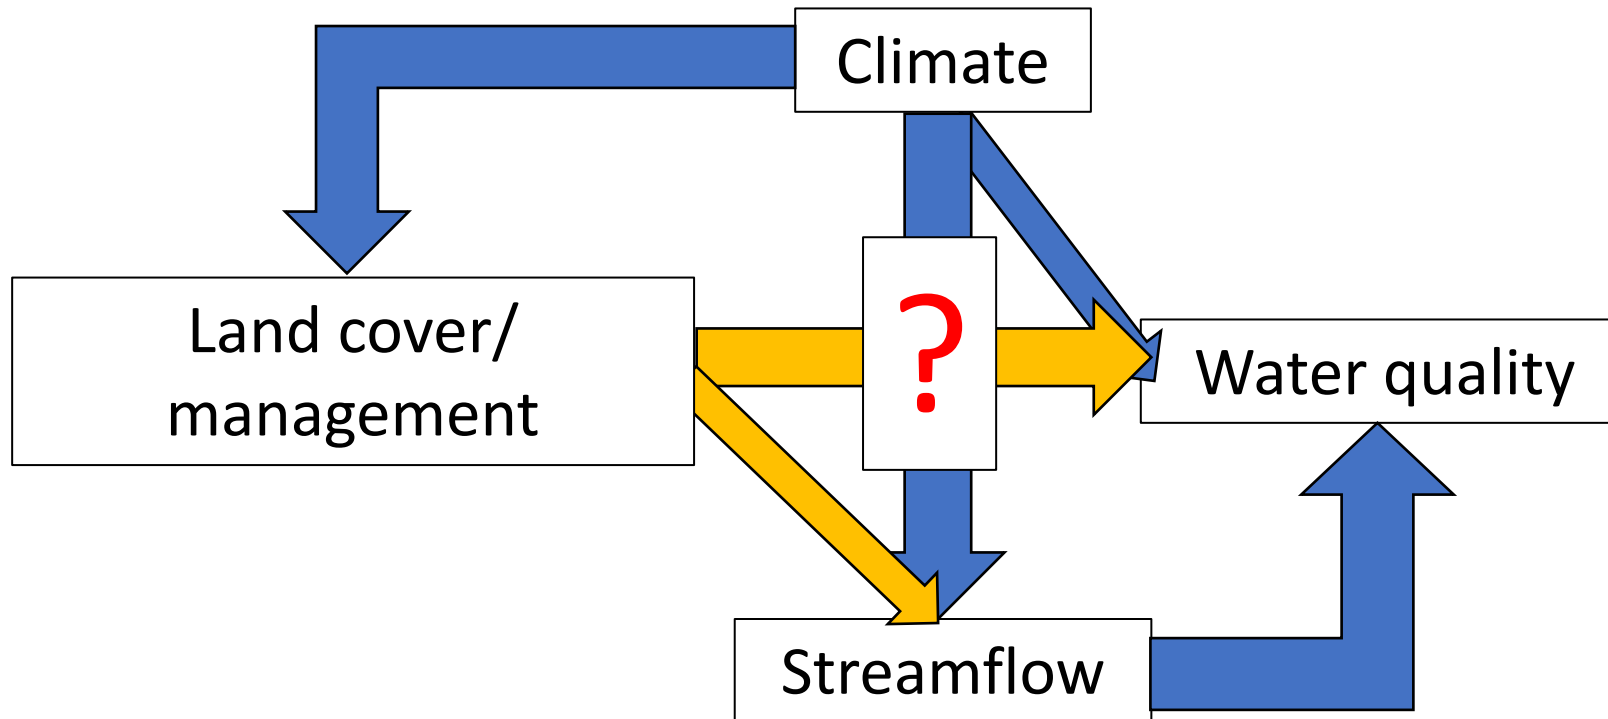 Climate
Land cover/
management
?
Water quality
Streamflow